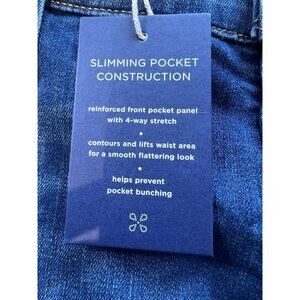 SLIMMING POCKET
CONSTRUCTION
reinforced front pocket panel
with 4-way stretch
•
contours and lifts waist area
for a smooth flattering look
•
helps prevent
pocket bunching